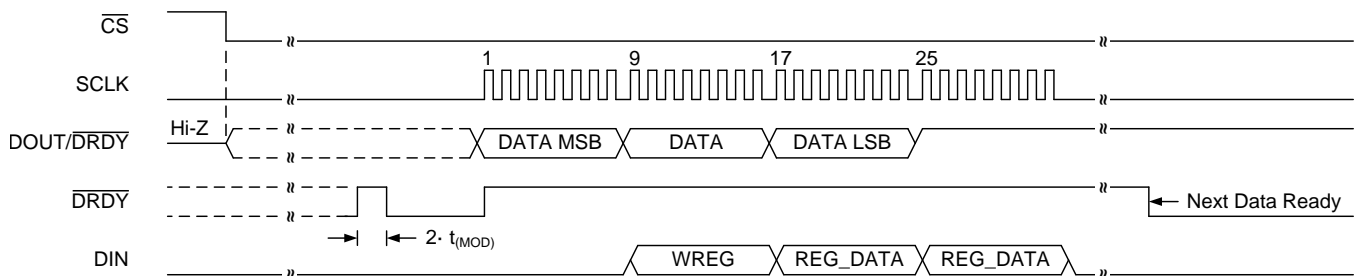 CS
1 9 17 25
SCLK
Hi-Z
DOUT/DRDY DATA MSB DATA DATA LSB
DRDY Next Data Ready
2· t(MOD)
DIN WREG REG_DATA REG_DATA